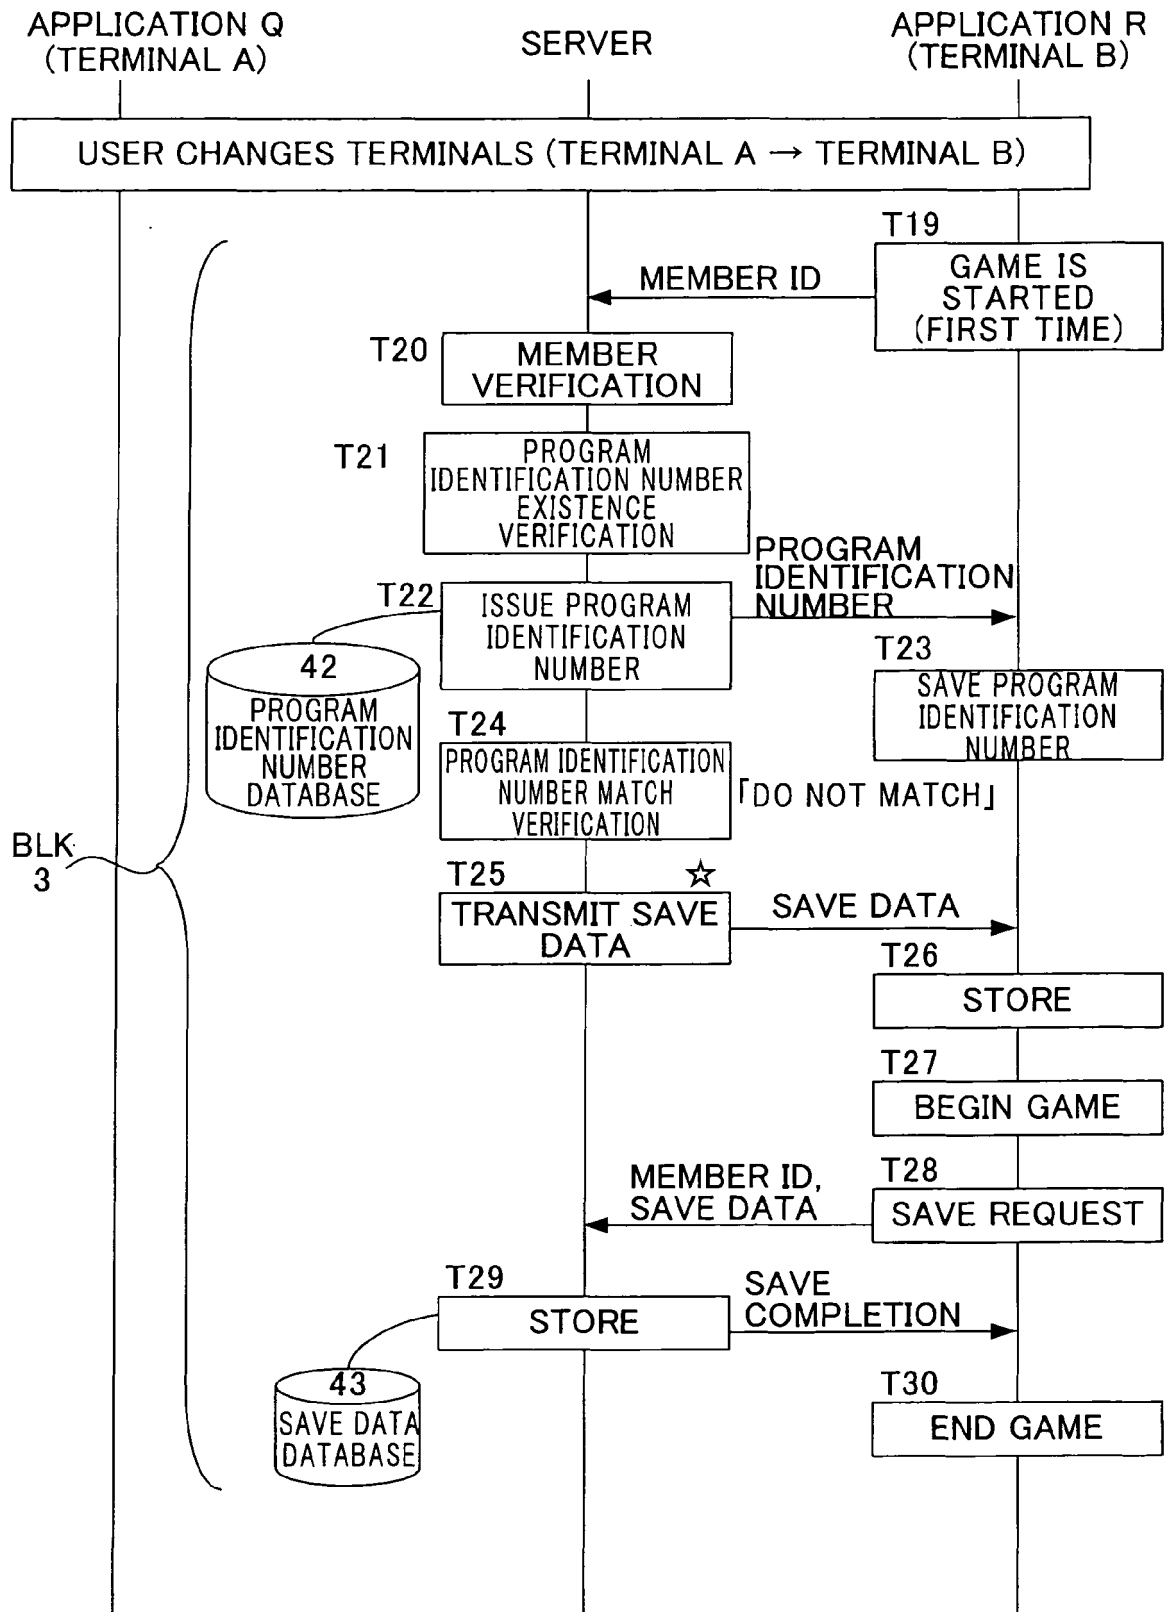 APPLICATION Q
(TERMINAL A)
SERVER
APPLICATION R
(TERMINAL B)
USER CHANGES TERMINALS (TERMINAL A → TERMINAL B)
T19
GAME IS
STARTED
(FIRST TIME)
MEMBER ID
T20
MEMBER
VERIFICATION
T21
PROGRAM
IDENTIFICATION NUMBER
EXISTENCE
VERIFICATION
PROGRAM
IDENTIFICATION
NUMBER
T22
ISSUE PROGRAM
IDENTIFICATION
NUMBER
42
PROGRAM
IDENTIFICATION
NUMBER
DATABASE
T23
SAVE PROGRAM
IDENTIFICATION
NUMBER
T24
PROGRAM IDENTIFICATION
NUMBER MATCH
VERIFICATION
「DO NOT MATCH」
BLK
3
T25
☆
TRANSMIT SAVE
DATA
SAVE DATA
T26
STORE
T27
BEGIN GAME
T28
SAVE REQUEST
MEMBER ID,
SAVE DATA
T29
STORE
SAVE
COMPLETION
43
SAVE DATA
DATABASE
T30
END GAME